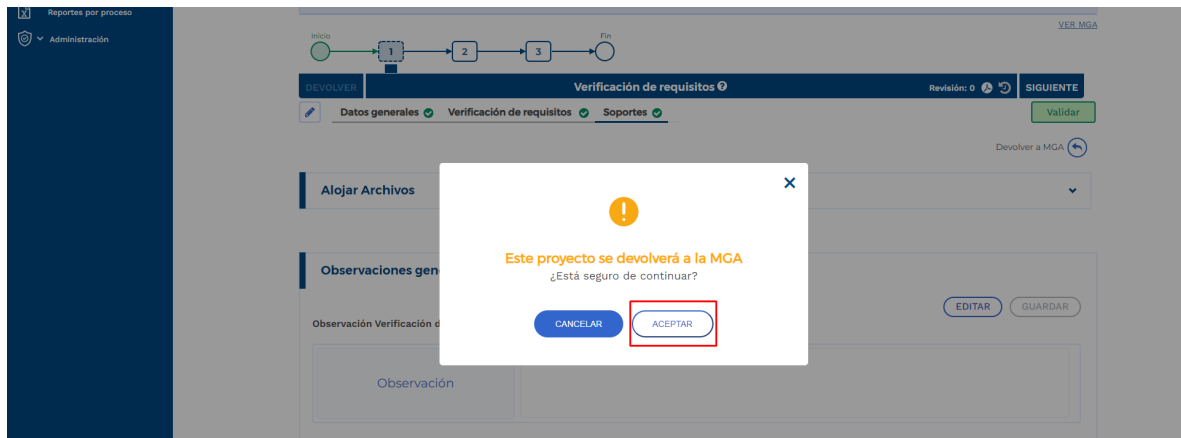 Reportes por proceso
Administración
VER MGA
Inicio
Fin
1
2
3
DEVOLVER
Verificación de requisitos
Revisión: 0
SIGUIENTE
Datos generales
Verificación de requisitos
Soportes
Validar
Devolver a MGA
Alojar Archivos
Este proyecto se devolverá a la MGA
¿Está seguro de continuar?
CANCELAR
ACEPTAR
Observaciones gen
EDITAR
GUARDAR
Observación Verificación d
Observación